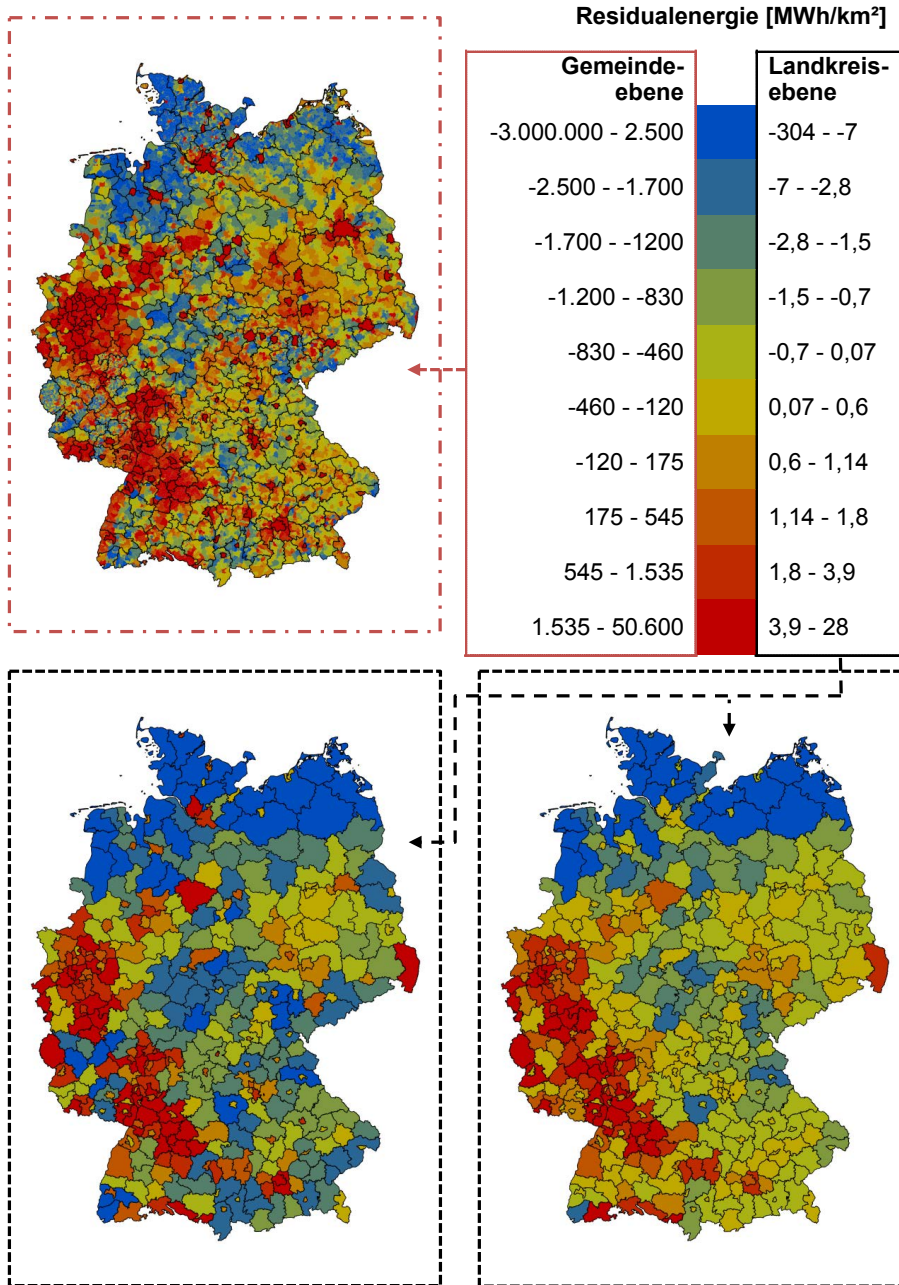 Residualenergie [MWh/km²]
Gemeinde-
ebene
Landkreis-
ebene
-3.000.000 - 2.500
-304 - -7
-2.500 - -1.700
-7 - -2,8
-1.700 - -1200
-2,8 - -1,5
-1.200 - -830
-1,5 - -0,7
-830 - -460
-0,7 - 0,07
-460 - -120
0,07 - 0,6
-120 - 175
0,6 - 1,14
175 - 545
1,14 - 1,8
545 - 1.535
1,8 - 3,9
1.535 - 50.600
3,9 - 28